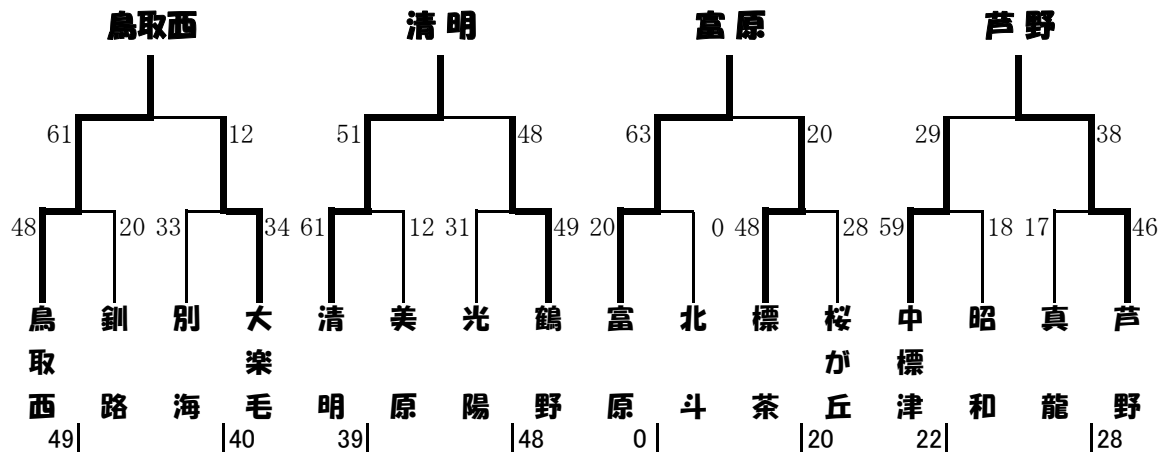 鳥取西 清明 富原 芦野
61 12 51 48 63 20 29 38
48 20 33 34 61 12 31 49 20 0 48 28 59 18 17 46
鳥取西 釧路 別海 大楽毛 清明 美原 光陽 鶴野 富原 北斗 標茶 桜が丘 中標津 昭和 真龍 芦野
49 40 39 48 0 20 22 28